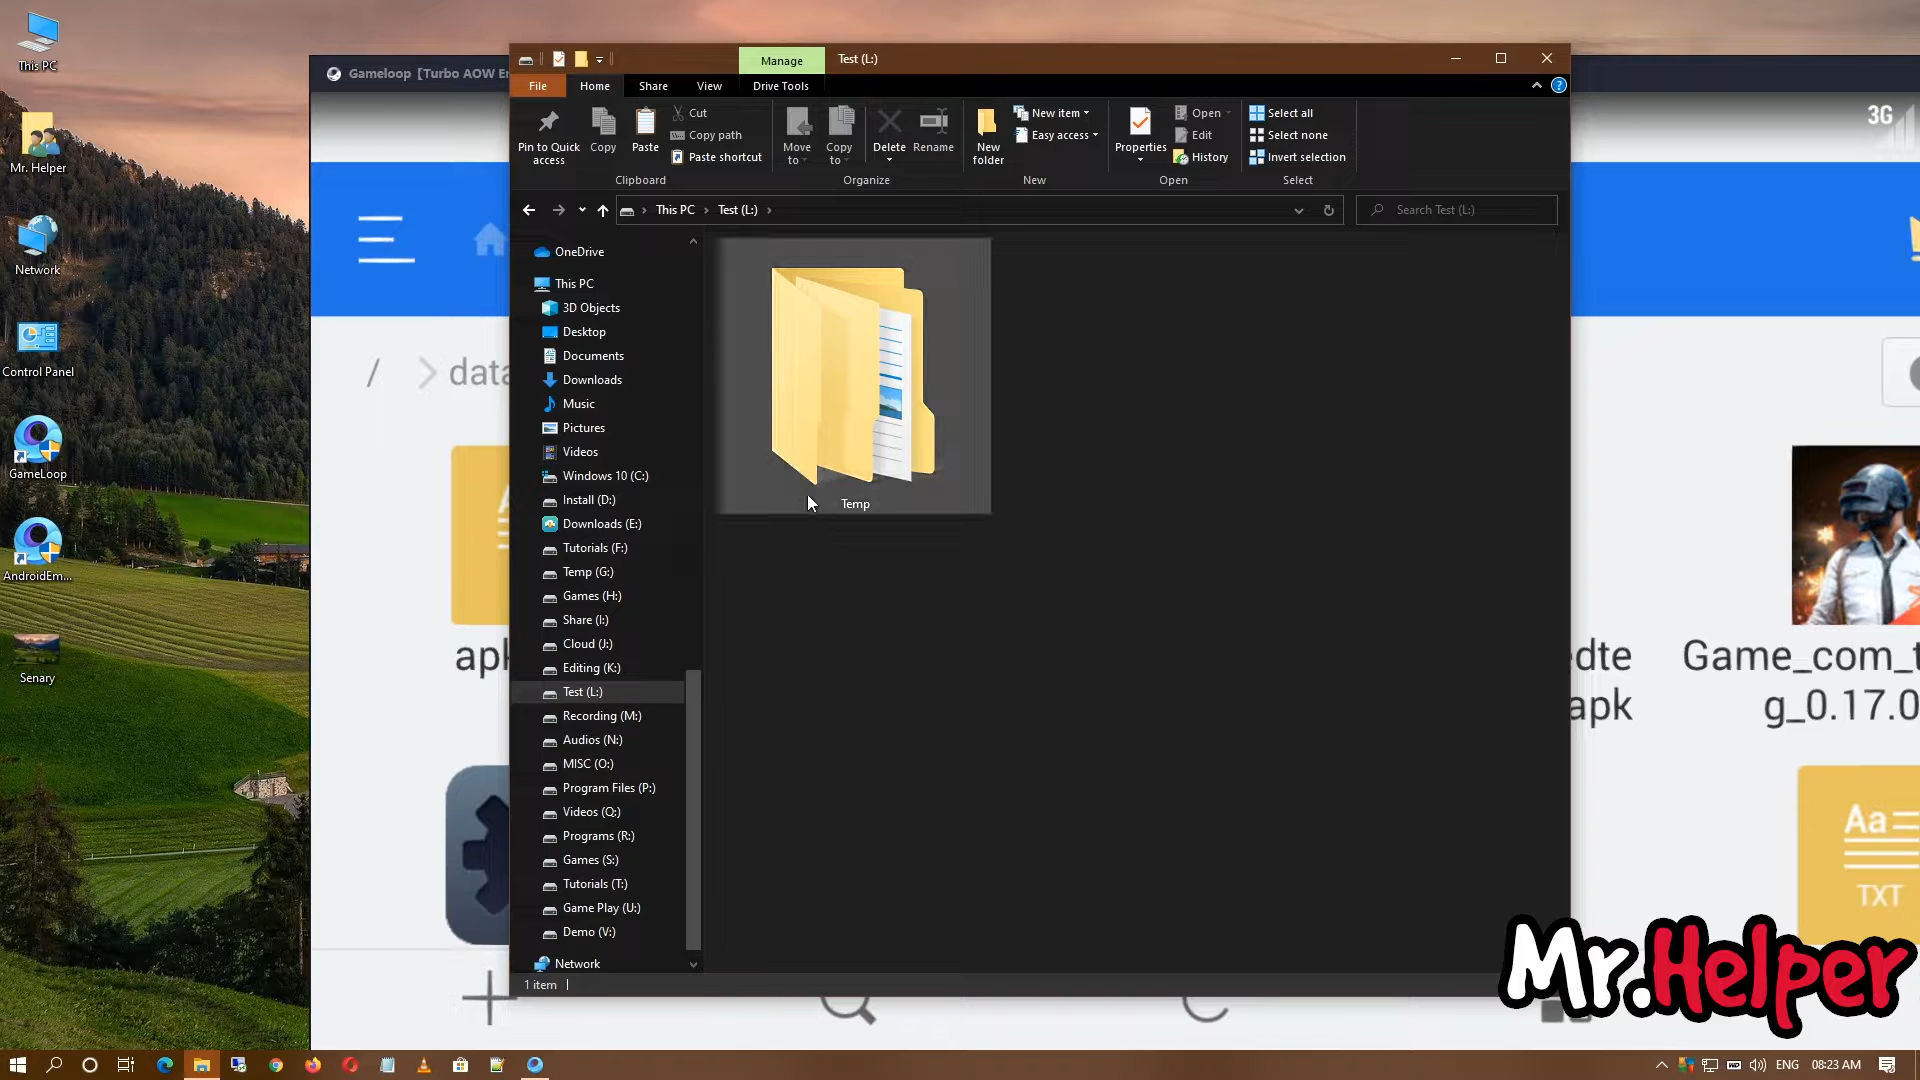 This PC
Mr. Helper
Network
Control Panel
GameLoop
AndroidEm...
Senary
Gameloop [Turbo AOW En
3G
/ data
apk
edte
apk
Game_com_t
g_0.17.0
Aa
TXT
Manage
Test (L:)
File
Home
Share
View
Drive Tools
Pin to Quick
access
Copy
Paste
Cut
Copy path
Paste shortcut
Clipboard
Move
to
Copy
to
Delete
Rename
Organize
New
folder
New item
Easy access
New
Properties
Open
Edit
History
Open
Select all
Select none
Invert selection
Select
This PC
Test (L:)
Search Test (L:)
OneDrive
This PC
3D Objects
Desktop
Documents
Downloads
Music
Pictures
Videos
Windows 10 (C:)
Install (D:)
Downloads (E:)
Tutorials (F:)
Temp (G:)
Games (H:)
Share (I:)
Cloud (J:)
Editing (K:)
Test (L:)
Recording (M:)
Audios (N:)
MISC (O:)
Program Files (P:)
Videos (Q:)
Programs (R:)
Games (S:)
Tutorials (T:)
Game Play (U:)
Demo (V:)
Network
Temp
1 item
Mr.Helper
ENG
08:23 AM